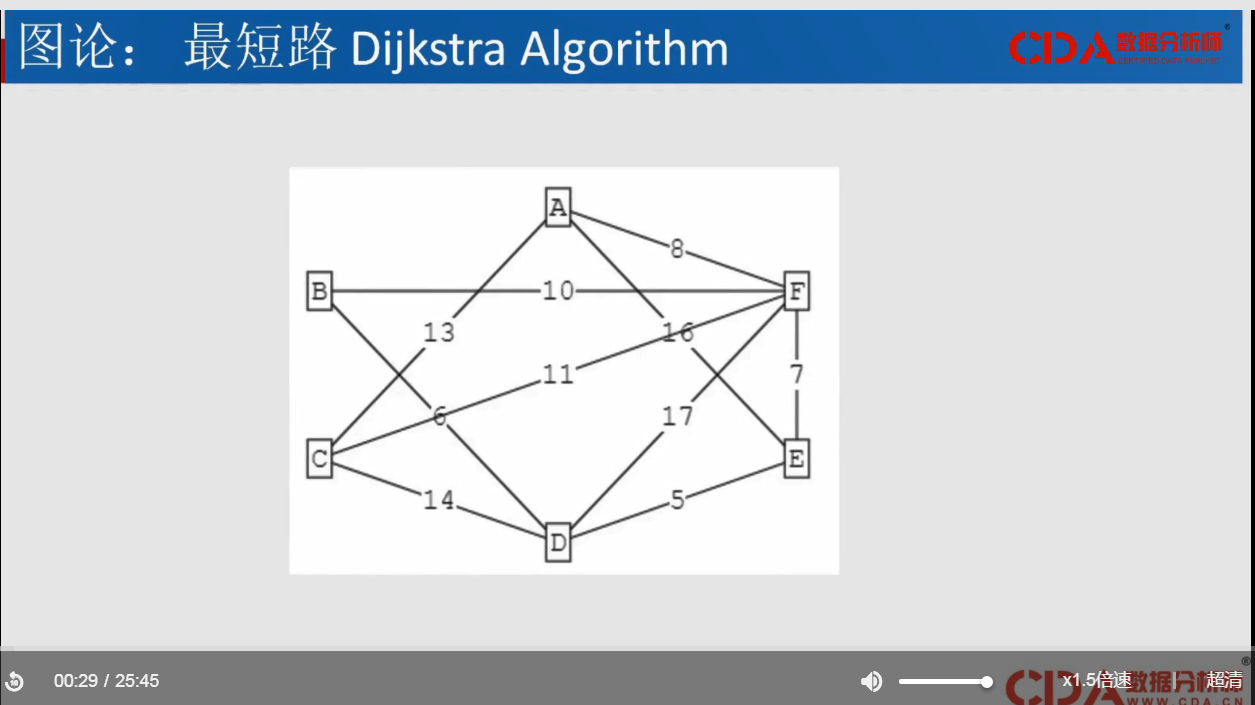 图论： 最短路 Dijkstra Algorithm
CDA数据分析师
CERTIFIED DATA ANALYST
A
8
B
10
F
13
16
11
7
6
17
C
E
14
5
D
00:29 / 25:45
x1.5倍速
超清
CDA数据分析师
WWW.CDA.CN